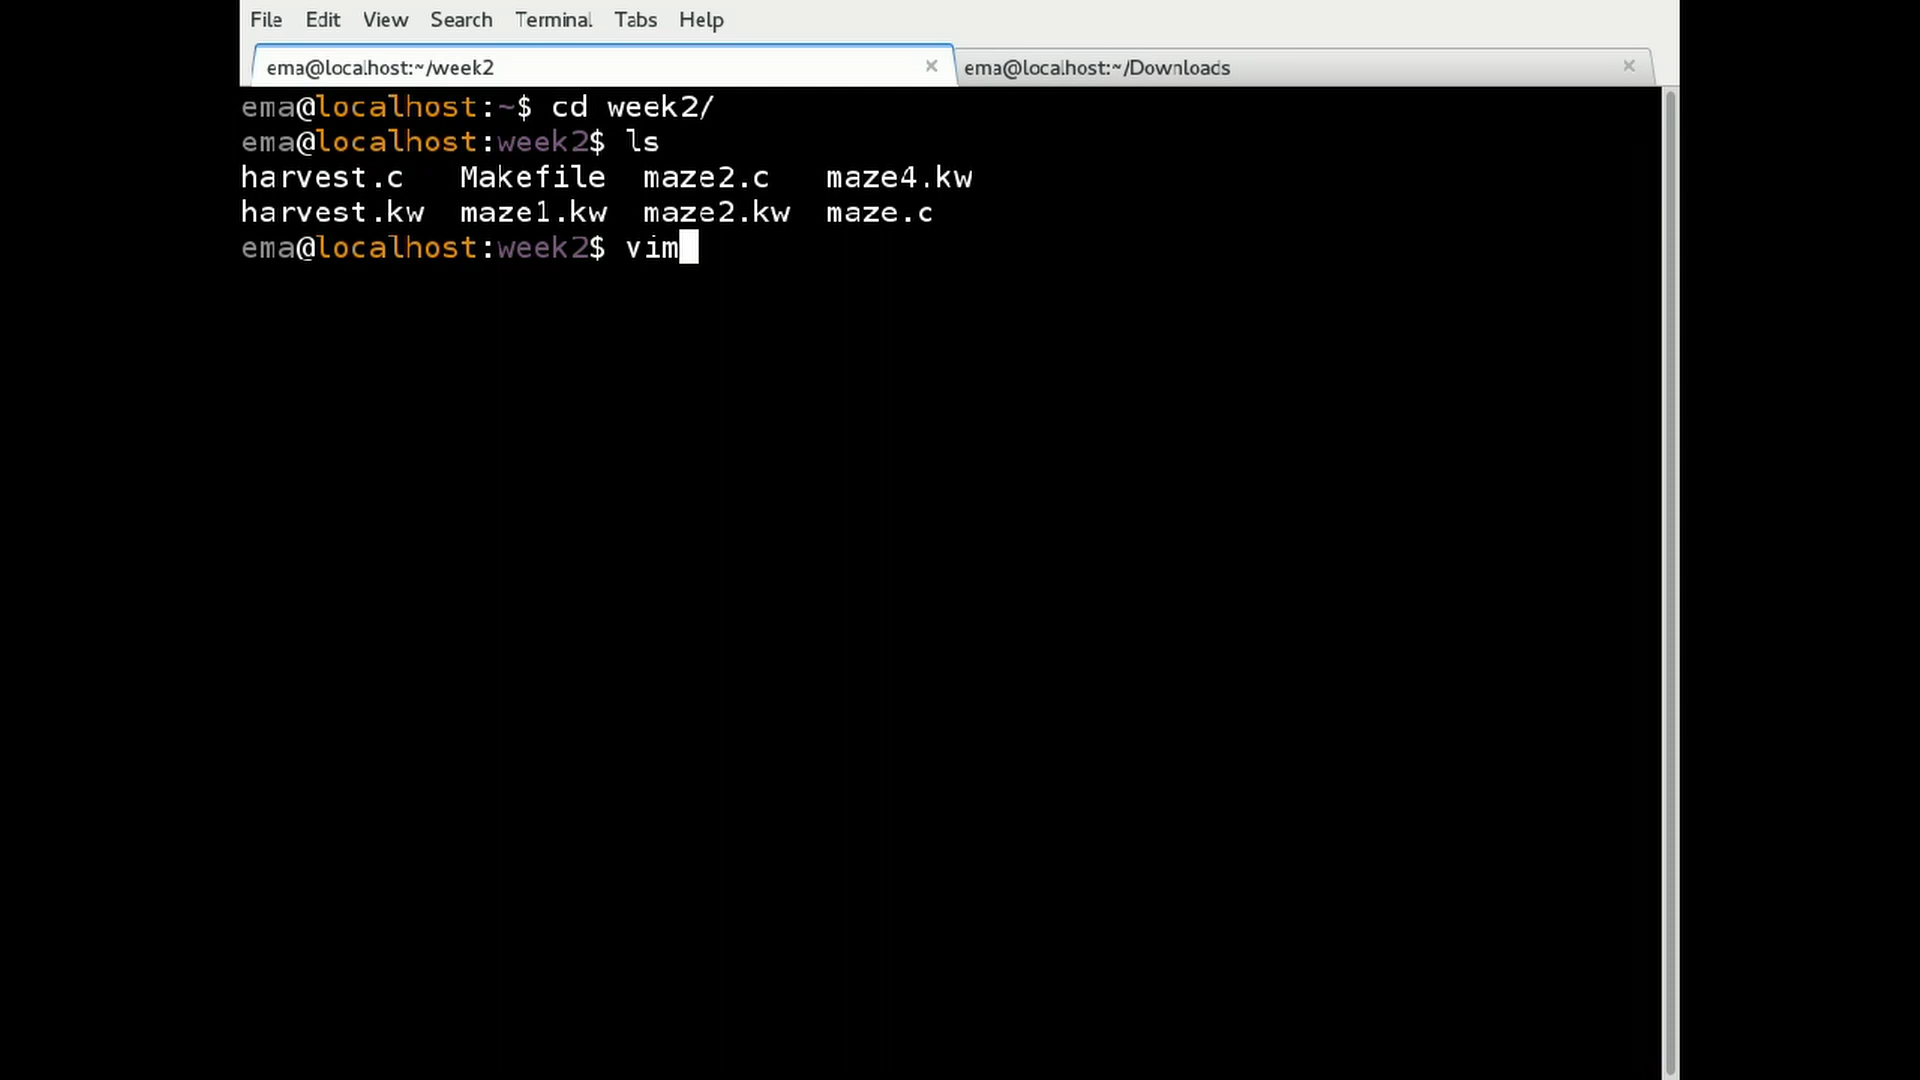 File Edit View Search Terminal Tabs Help
ema@localhost:~/week2 × ema@localhost:~/Downloads ×
ema@localhost:~$ cd week2/
ema@localhost:week2$ ls
harvest.c Makefile maze2.c maze4.kw
harvest.kw maze1.kw maze2.kw maze.c
ema@localhost:week2$ vim